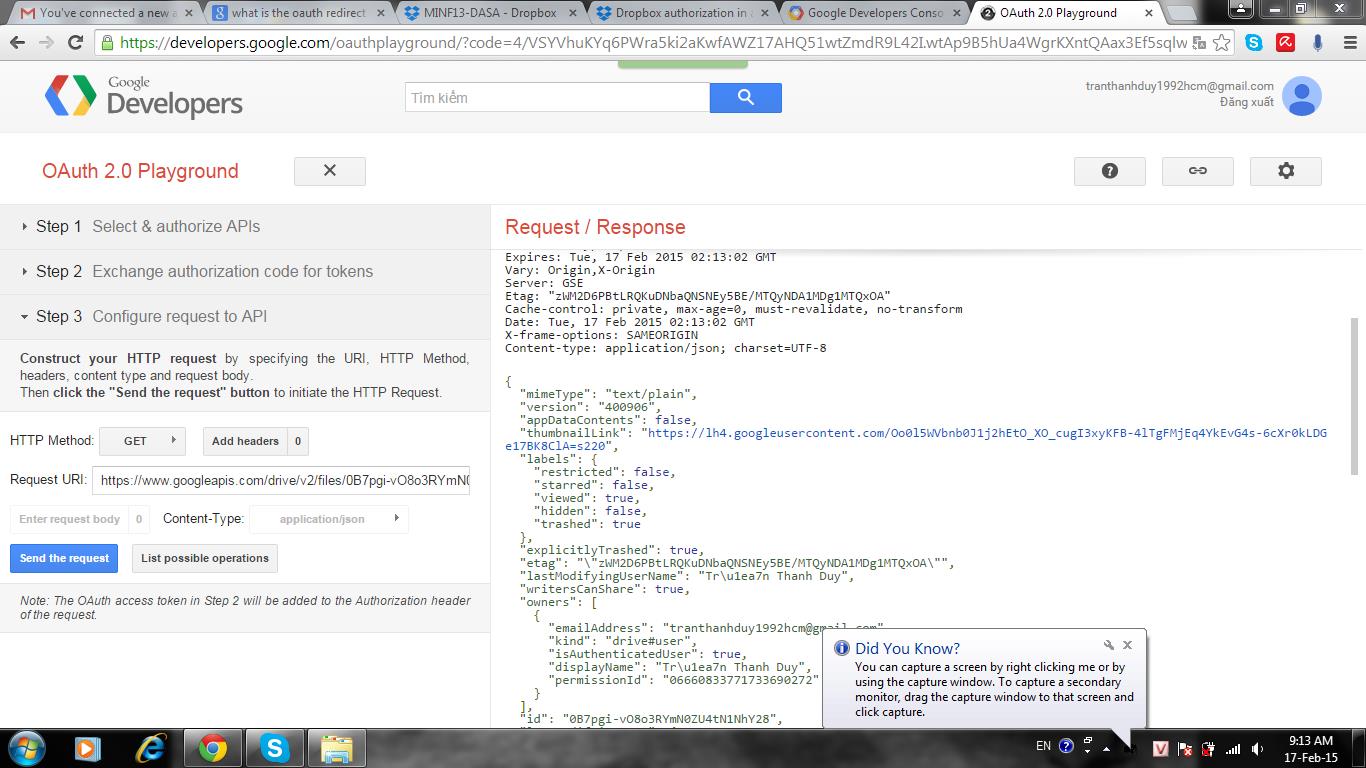 You've connected a new a
what is the oauth redirect
MINF13-DASA - Dropbox
Dropbox authorization in a
Google Developers Conso
OAuth 2.0 Playground
https://developers.google.com/oauthplayground/?code=4/VSYVhuKYq6PWra5ki2aKwfAWZ17AHQ51wtZmdR9L42I.wtAp9B5hUa4WgrKXntQAax3Ef5sqlw
Google
Developers
Tìm kiếm
tranthanhduy1992hcm@gmail.com
Đăng xuất
OAuth 2.0 Playground
Step 1 Select & authorize APIs
Step 2 Exchange authorization code for tokens
Step 3 Configure request to API
Construct your HTTP request by specifying the URI, HTTP Method,
headers, content type and request body.
Then click the "Send the request" button to initiate the HTTP Request.
HTTP Method: GET Add headers 0
Request URI: https://www.googleapis.com/drive/v2/files/0B7pgi-vO8o3RYmN0
Enter request body 0 Content-Type: application/json
Send the request List possible operations
Note: The OAuth access token in Step 2 will be added to the Authorization header
of the request.
Request / Response
Expires: Tue, 17 Feb 2015 02:13:02 GMT
Vary: Origin,X-Origin
Server: GSE
Etag: "zWM2D6PBtLRQKuDNbaQNSNEy5BE/MTQyNDA1MDg1MTQxOA"
Cache-control: private, max-age=0, must-revalidate, no-transform
Date: Tue, 17 Feb 2015 02:13:02 GMT
X-frame-options: SAMEORIGIN
Content-type: application/json; charset=UTF-8
{
"mimeType": "text/plain",
"version": "400906",
"appDataContents": false,
"thumbnailLink": "https://lh4.googleusercontent.com/Oo0l5WVbnb0J1j2hEtO_XO_cugI3xyKFB-4lTgFMjEq4YkEvG4s-6cXr0kLDG
e17BK8ClA=s220",
"labels": {
"restricted": false,
"starred": false,
"viewed": true,
"hidden": false,
"trashed": true
},
"explicitlyTrashed": true,
"etag": "\"zWM2D6PBtLRQKuDNbaQNSNEy5BE/MTQyNDA1MDg1MTQxOA\"",
"lastModifyingUserName": "Tr\u1ea7n Thanh Duy",
"writersCanShare": true,
"owners": [
{
"emailAddress": "tranthanhduy1992hcm@gmail.com"
"kind": "drive#user",
"isAuthenticatedUser": true,
"displayName": "Tr\u1ea7n Thanh Duy",
"permissionId": "06660833771733690272"
}
],
"id": "0B7pgi-vO8o3RYmN0ZU4tN1NhY28",
Did You Know?
You can capture a screen by right clicking me or by
using the capture window. To capture a secondary
monitor, drag the capture window to that screen and
click capture.
EN
9:13 AM
17-Feb-15